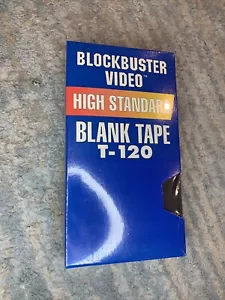 BLOCKBUSTER
VIDEO™
HIGH STANDARD
BLANK TAPE
T-120